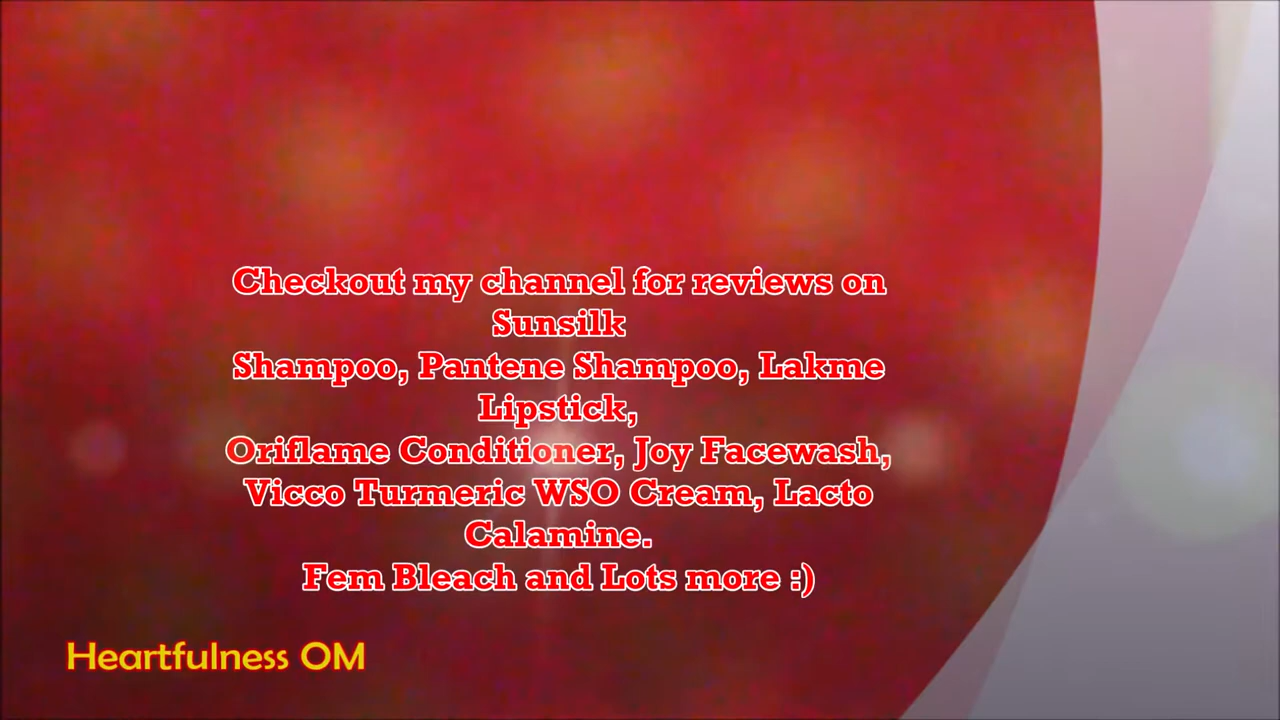 Checkout my channel for reviews on
Sunsilk
Shampoo, Pantene Shampoo, Lakme
Lipstick,
Oriflame Conditioner, Joy Facewash,
Vicco Turmeric WSO Cream, Lacto
Calamine.
Fem Bleach and Lots more :)
Heartfulness OM